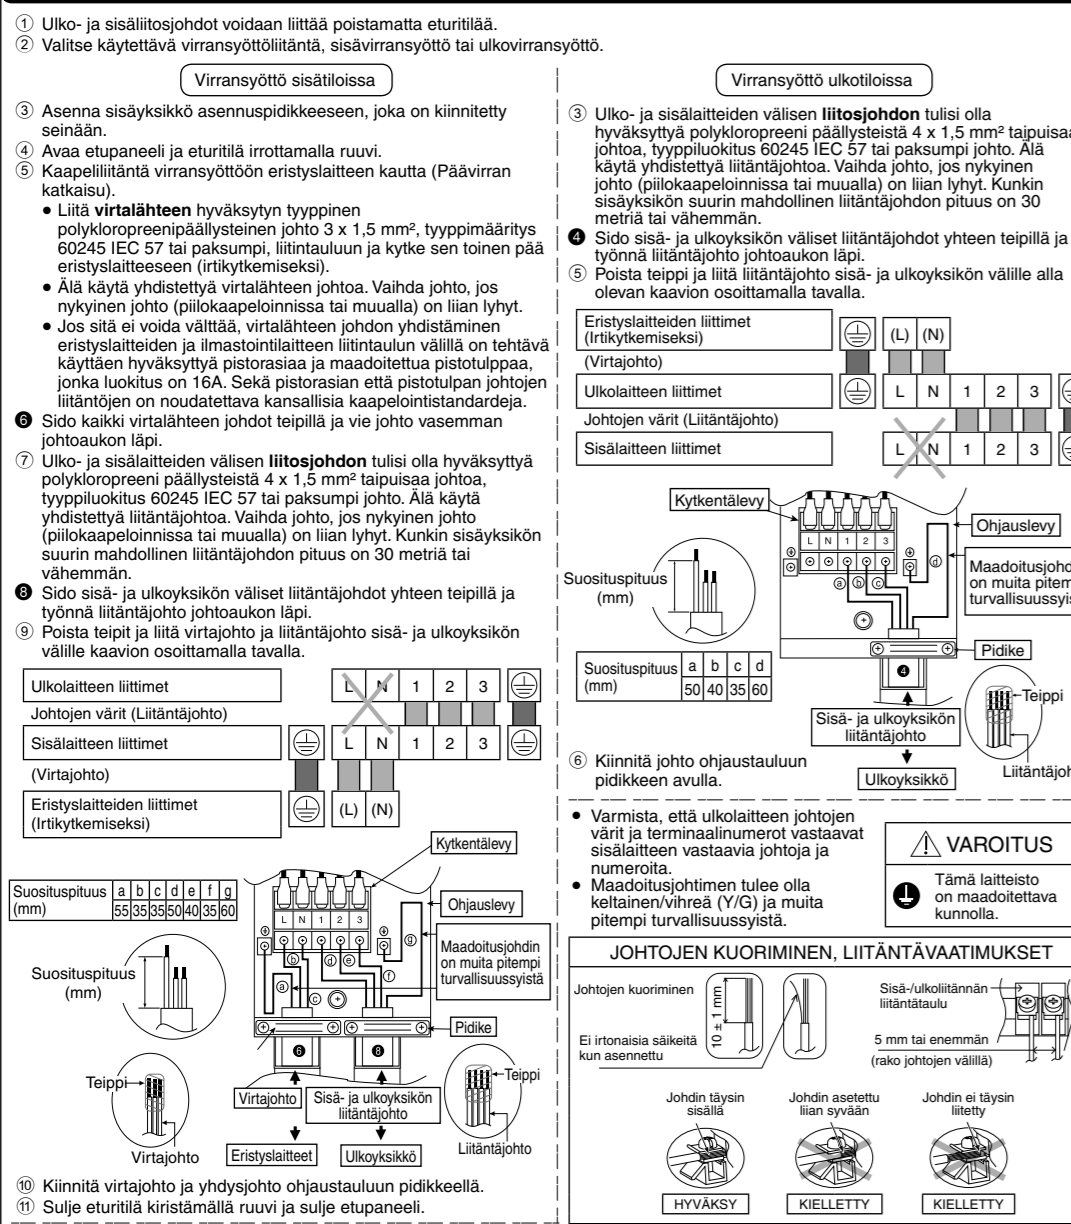 ① Ulko- ja sisäliitosjohdot voidaan liittää poistamatta eturitilää.
② Valitse käytettävä virransyöttöliitäntä, sisävirransyöttö tai ulkovirransyöttö.
Virransyöttö sisätiloissa
③ Asenna sisäyksikkö asennuspidikkeeseen, joka on kiinnitetty
seinään.
④ Avaa etupaneeli ja eturitilä irrottamalla ruuvi.
⑤ Kaapeliliitäntä virransyöttöön eristyslaitteen kautta (Päävirran
katkaisu).
• Liitä virtalähteen hyväksytyn tyyppinen
polykloropreenipäällysteinen johto 3 x 1,5 mm², tyyppimääritys
60245 IEC 57 tai paksumpi, liitintauluun ja kytke sen toinen pää
eristyslaitteeseen (irtikytkemiseksi).
• Älä käytä yhdistettyä virtalähteen johtoa. Vaihda johto, jos
nykyinen johto (piilokaapeloinnissa tai muualla) on liian lyhyt.
• Jos sitä ei voida välttää, virtalähteen johdon yhdistäminen
eristyslaitteiden ja ilmastointilaitteen liitintaulun välillä on tehtävä
käyttäen hyväksyttyä pistorasiaa ja maadoitettua pistotulppaa,
jonka luokitus on 16A. Sekä pistorasian että pistotulpan johtojen
liitäntöjen on noudatettava kansallisia kaapelointistandardeja.
❻ Sido kaikki virtalähteen johdot teipillä ja vie johto vasemman
johtoaukon läpi.
⑦ Ulko- ja sisälaitteiden välisen liitosjohdon tulisi olla hyväksyttyä
polykloropreeni päällysteistä 4 x 1,5 mm² taipuisaa johtoa,
tyyppiluokitus 60245 IEC 57 tai paksumpi johto. Älä käytä
yhdistettyä liitäntäjohtoa. Vaihda johto, jos nykyinen johto
(piilokaapeloinnissa tai muualla) on liian lyhyt. Kunkin sisäyksikön
suurin mahdollinen liitäntäjohdon pituus on 30 metriä tai
vähemmän.
❽ Sido sisä- ja ulkoyksikön väliset liitäntäjohdot yhteen teipillä ja
työnnä liitäntäjohto johtoaukon läpi.
⑨ Poista teipit ja liitä virtajohto ja liitäntäjohto sisä- ja ulkoyksikön
välille kaavion osoittamalla tavalla.
Ulkolaitteen liittimet L N 1 2 3
Johtojen värit (Liitäntäjohto)
Sisälaitteen liittimet L N 1 2 3
(Virtajohto)
Eristyslaitteiden liittimet
(Irtikytkemiseksi) (L) (N)
Kytkentälevy
Suosituspituus
(mm)
a b c d e f g
55 35 35 50 40 35 60
L N 1 2 3
Ohjauslevy
Maadoitusjohdin
on muita pitempi
turvallisuussyistä
ⓐ ⓑ ⓒ ⓓ ⓔ ⓕ ⓖ
Suosituspituus
(mm)
Pidike
❻ ❽
Teippi
Virtajohto
Virtajohto
Sisä- ja ulkoyksikön
liitäntäjohto
Teippi
Liitäntäjohto
Eristyslaitteet
Ulkoyksikkö
⑩ Kiinnitä virtajohto ja yhdysjohto ohjaustauluun pidikkeellä.
⑪ Sulje eturitilä kiristämällä ruuvi ja sulje etupaneeli.
Virransyöttö ulkotiloissa
③ Ulko- ja sisälaitteiden välisen liitosjohdon tulisi olla
hyväksyttyä polykloropreeni päällysteistä 4 x 1,5 mm² taipuisaa
johtoa, tyyppiluokitus 60245 IEC 57 tai paksumpi johto. Älä
käytä yhdistettyä liitäntäjohtoa. Vaihda johto, jos nykyinen
johto (piilokaapeloinnissa tai muualla) on liian lyhyt. Kunkin
sisäyksikön suurin mahdollinen liitäntäjohdon pituus on 30
metriä tai vähemmän.
❹ Sido sisä- ja ulkoyksikön väliset liitäntäjohdot yhteen teipillä ja
työnnä liitäntäjohto johtoaukon läpi.
⑤ Poista teippi ja liitä liitäntäjohto sisä- ja ulkoyksikön välille alla
olevan kaavion osoittamalla tavalla.
Eristyslaitteiden liittimet
(Irtikytkemiseksi) (L) (N)
(Virtajohto)
Ulkolaitteen liittimet L N 1 2 3
Johtojen värit (Liitäntäjohto)
Sisälaitteen liittimet L N 1 2 3
Kytkentälevy
L N 1 2 3
Ohjauslevy
Maadoitusjohd
on muita pitem
turvallisuussyis
ⓐ ⓑ ⓒ ⓓ
Suosituspituus
(mm)
Pidike
Suosituspituus
(mm)
a b c d
50 40 35 60
❹
Teippi
Sisä- ja ulkoyksikön
liitäntäjohto
Liitäntäjoh
Ulkoyksikkö
⑥ Kiinnitä johto ohjaustauluun
pidikkeen avulla.
• Varmista, että ulkolaitteen johtojen
värit ja terminaalinumerot vastaavat
sisälaitteen vastaavia johtoja ja
numeroita.
• Maadoitusjohtimen tulee olla
keltainen/vihreä (Y/G) ja muita
pitempi turvallisuussyistä.
VAROITUS
Tämä laitteisto
on maadoitettava
kunnolla.
JOHTOJEN KUORIMINEN, LIITÄNTÄVAATIMUKSET
Johtojen kuoriminen
10 ± 1 mm
Ei irtonaisia säikeitä
kun asennettu
Sisä-/ulkoliitännän
liitäntätaulu
5 mm tai enemmän
(rako johtojen välillä)
Johdin täysin
sisällä
HYVÄKSY
Johdin asetettu
liian syvään
KIELLETTY
Johdin ei täysin
liitetty
KIELLETTY